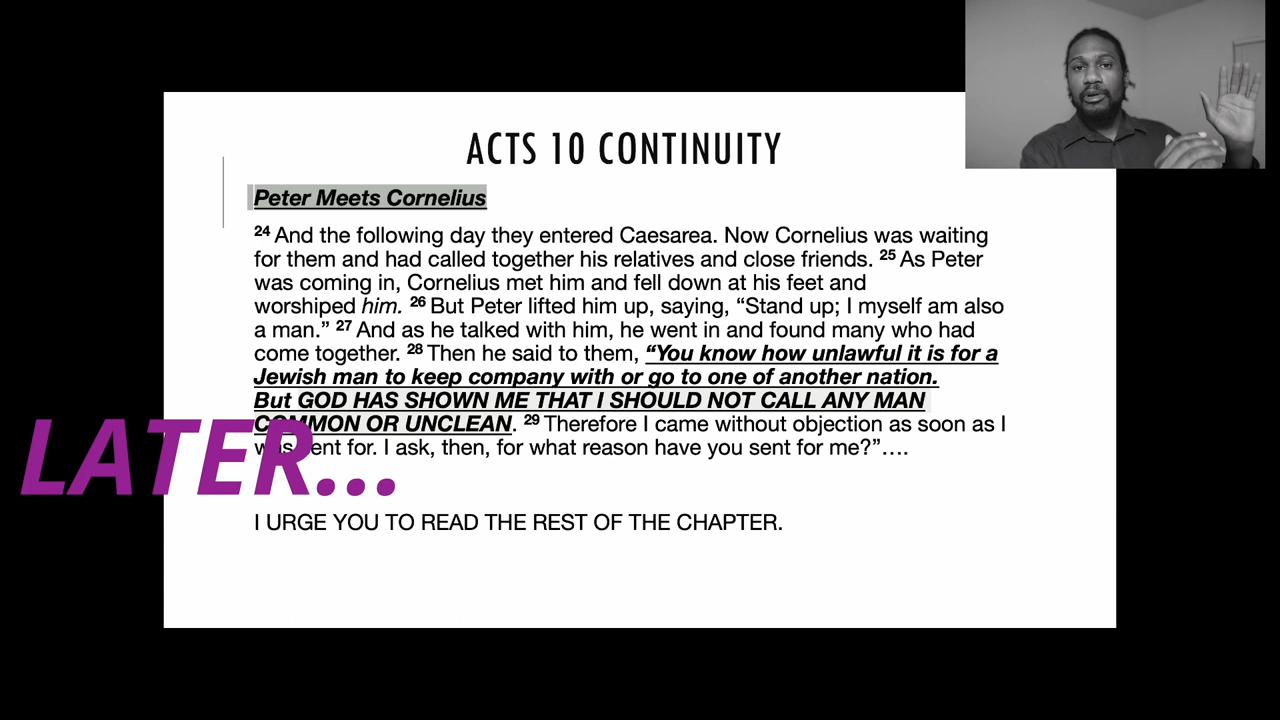 ACTS 10 CONTINUITY
Peter Meets Cornelius
24 And the following day they entered Caesarea. Now Cornelius was waiting
for them and had called together his relatives and close friends. 25 As Peter
was coming in, Cornelius met him and fell down at his feet and
worshiped him. 26 But Peter lifted him up, saying, “Stand up; I myself am also
a man.” 27 And as he talked with him, he went in and found many who had
come together. 28 Then he said to them, “You know how unlawful it is for a
Jewish man to keep company with or go to one of another nation.
But GOD HAS SHOWN ME THAT I SHOULD NOT CALL ANY MAN
COMMON OR UNCLEAN. 29 Therefore I came without objection as soon as I
was sent for. I ask, then, for what reason have you sent for me?”….
LATER...
I URGE YOU TO READ THE REST OF THE CHAPTER.